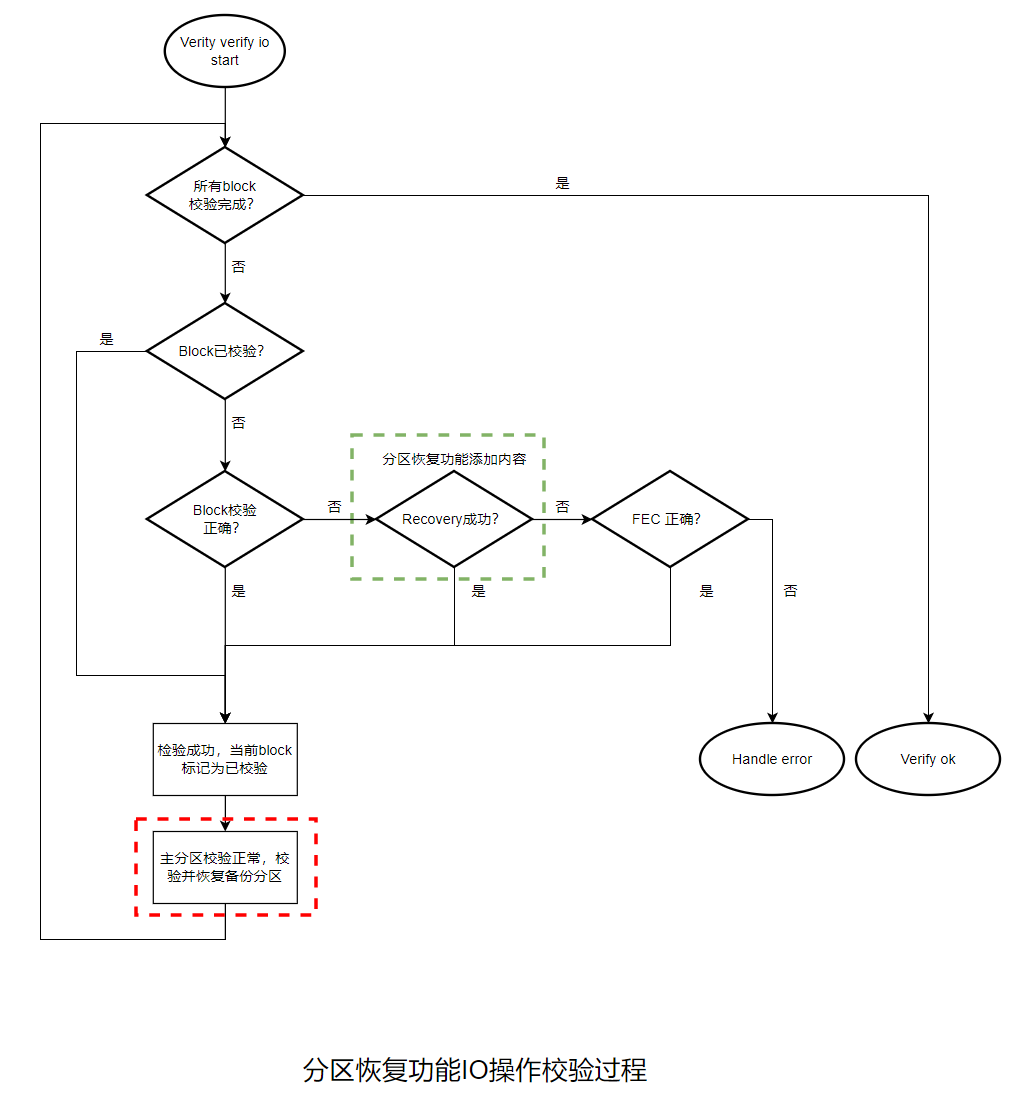 Verity verify io
start
所有block
校验完成?
是
否
Block已校验?
是
否
分区恢复功能添加内容
Block校验
正确?
否
Recovery成功?
否
FEC 正确?
是
是
是
否
检验成功，当前block
标记为已校验
Handle error
Verify ok
主分区校验正常，校
验并恢复备份分区
分区恢复功能IO操作校验过程